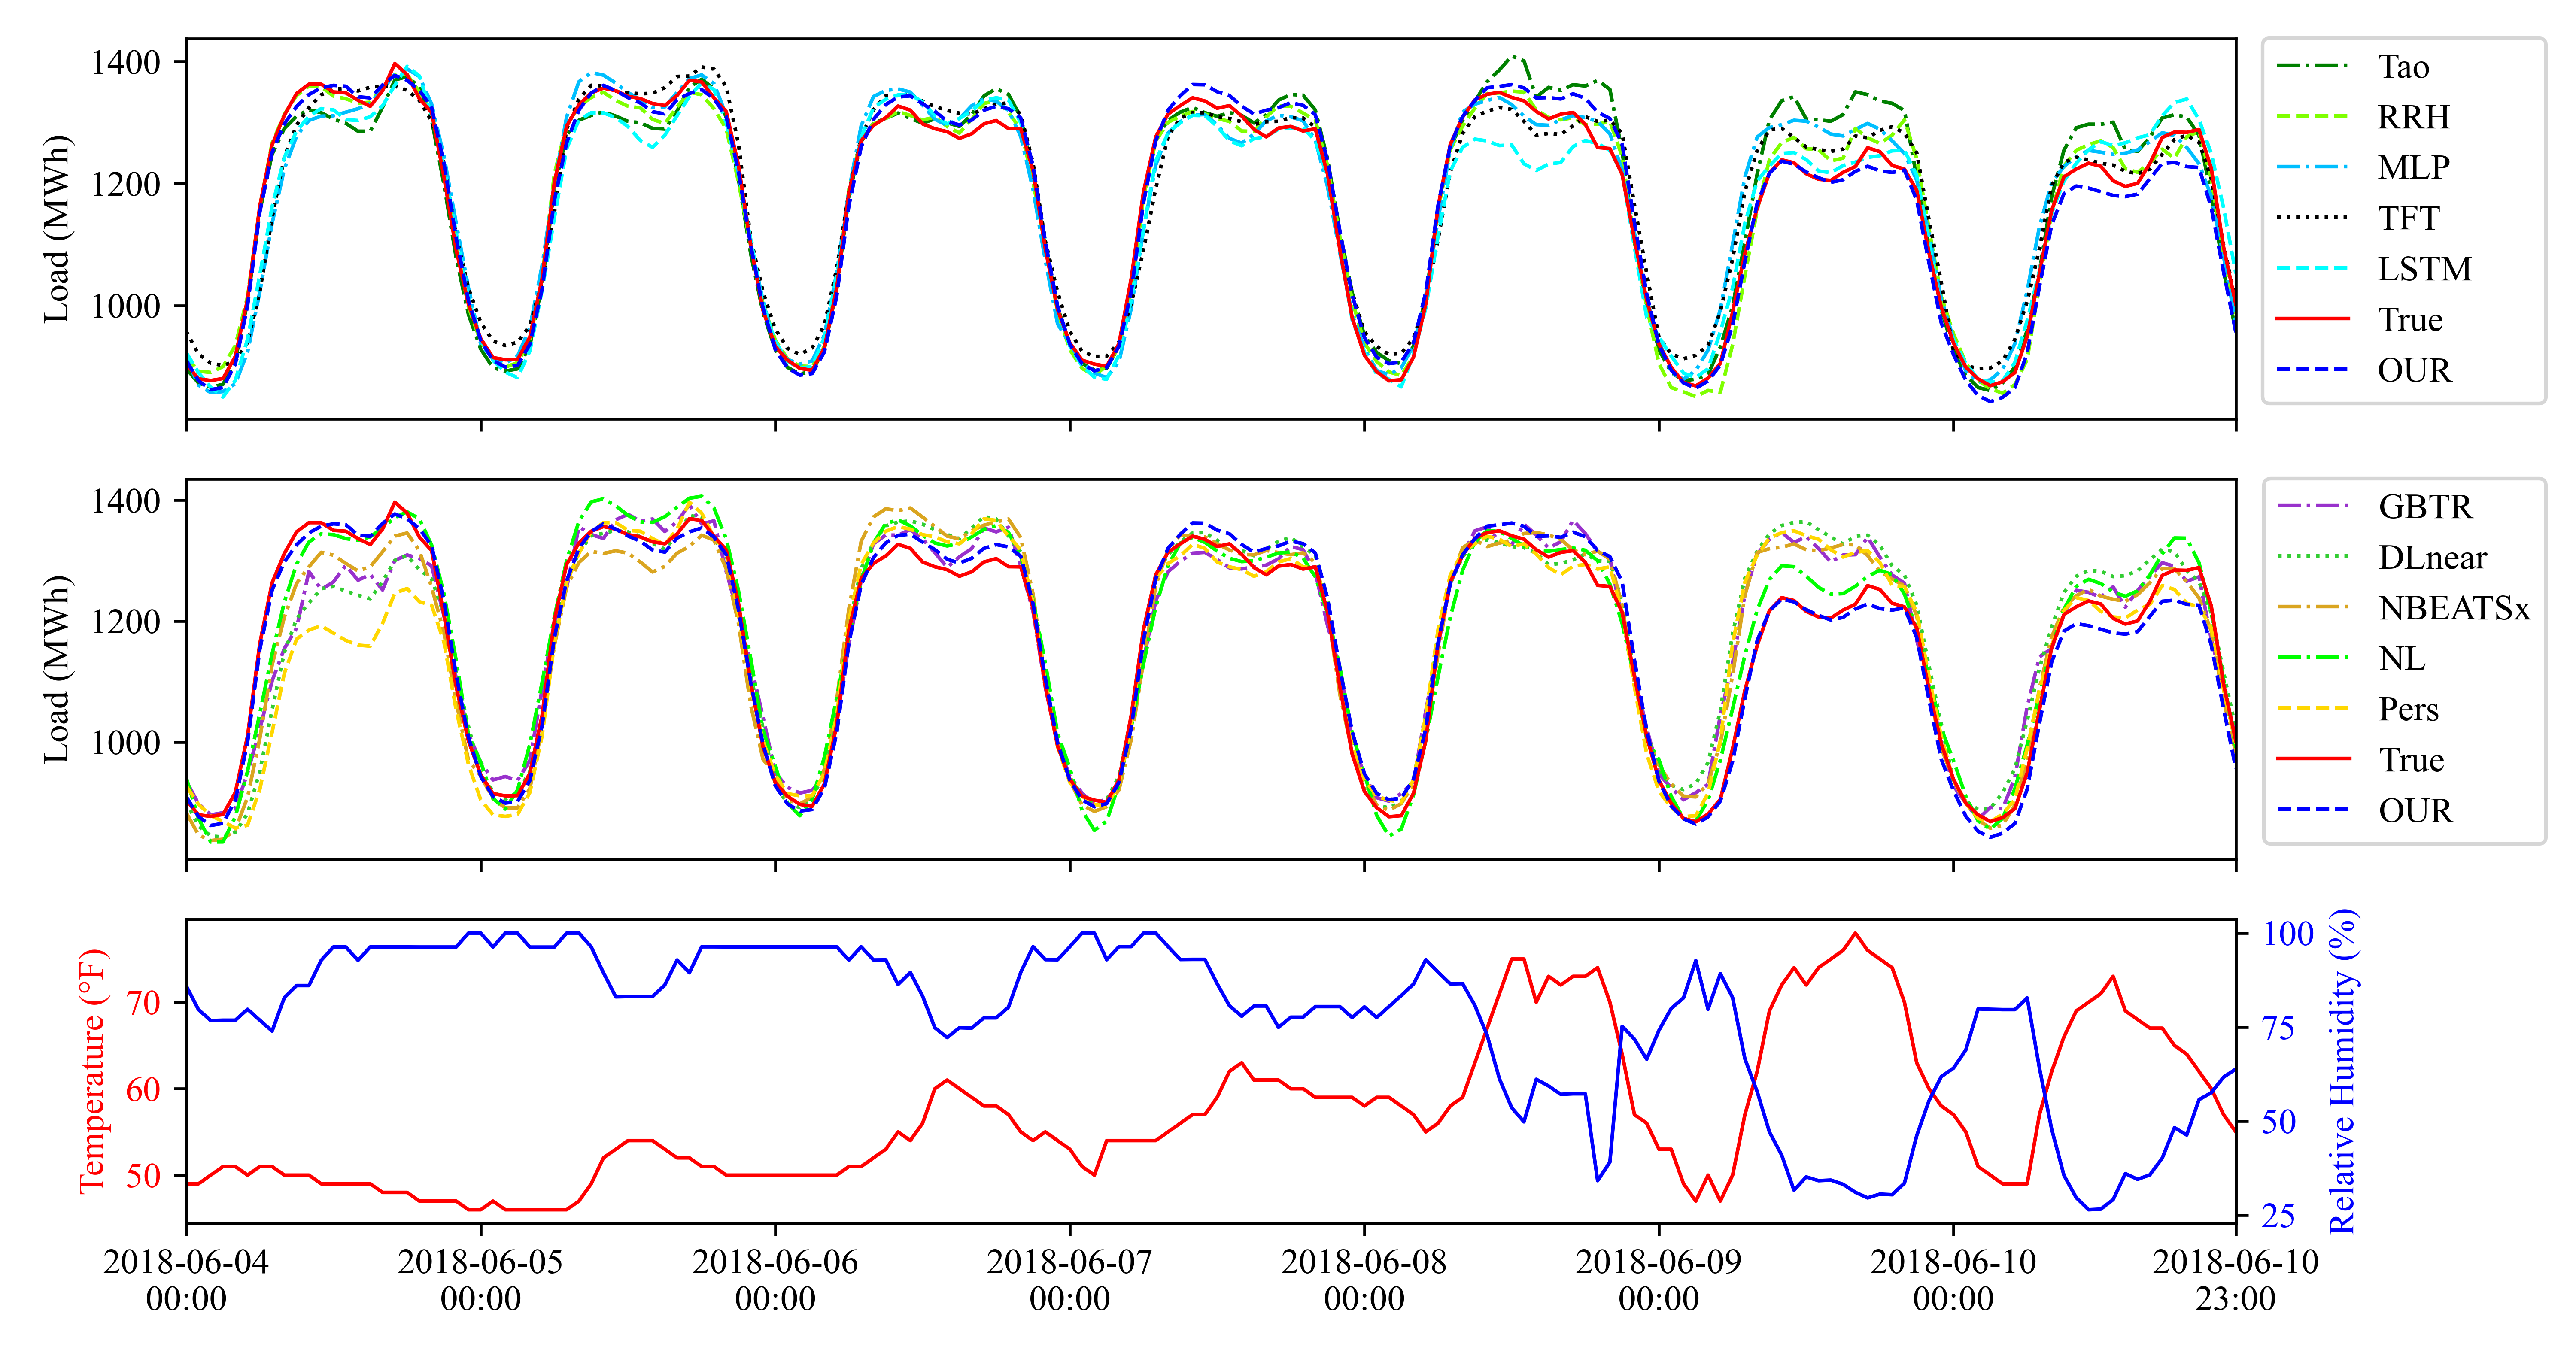 1400
1200
1000
Load (MWh)
Tao
RRH
MLP
TFT
LSTM
True
OUR
1400
1200
1000
Load (MWh)
GBTR
DLnear
NBEATSx
NL
Pers
True
OUR
70
60
50
Temperature (°F)
100
75
50
25
Relative Humidity (%)
2018-06-04
00:00
2018-06-05
00:00
2018-06-06
00:00
2018-06-07
00:00
2018-06-08
00:00
2018-06-09
00:00
2018-06-10
00:00
2018-06-10
23:00